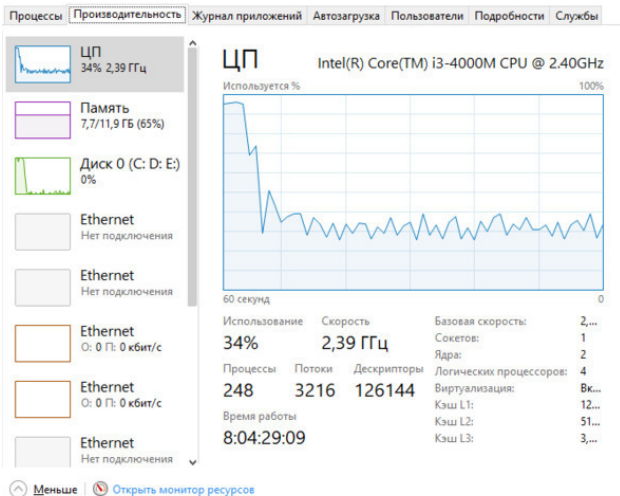 Процессы Производительность Журнал приложений Автозагрузка Пользователи Подробности Службы
ЦП
34% 2,39 ГГц
Память
7,7/11,9 ГБ (65%)
Диск 0 (C: D: E:)
0%
Ethernet
Нет подключения
Ethernet
Нет подключения
Ethernet
О: 0 П: 0 кбит/с
Ethernet
О: 0 П: 0 кбит/с
Ethernet
Нет подключения
ЦП Intel(R) Core(TM) i3-4000M CPU @ 2.40GHz
Используется % 100%
60 секунд 0
Использование Скорость
34% 2,39 ГГц
Процессы Потоки Дескрипторы
248 3216 126144
Время работы
8:04:29:09
Базовая скорость: 2,...
Сокетов: 1
Ядра: 2
Логических процессоров: 4
Виртуализация: Вк...
Кэш L1: 12...
Кэш L2: 51...
Кэш L3: 3,...
Меньше Открыть монитор ресурсов